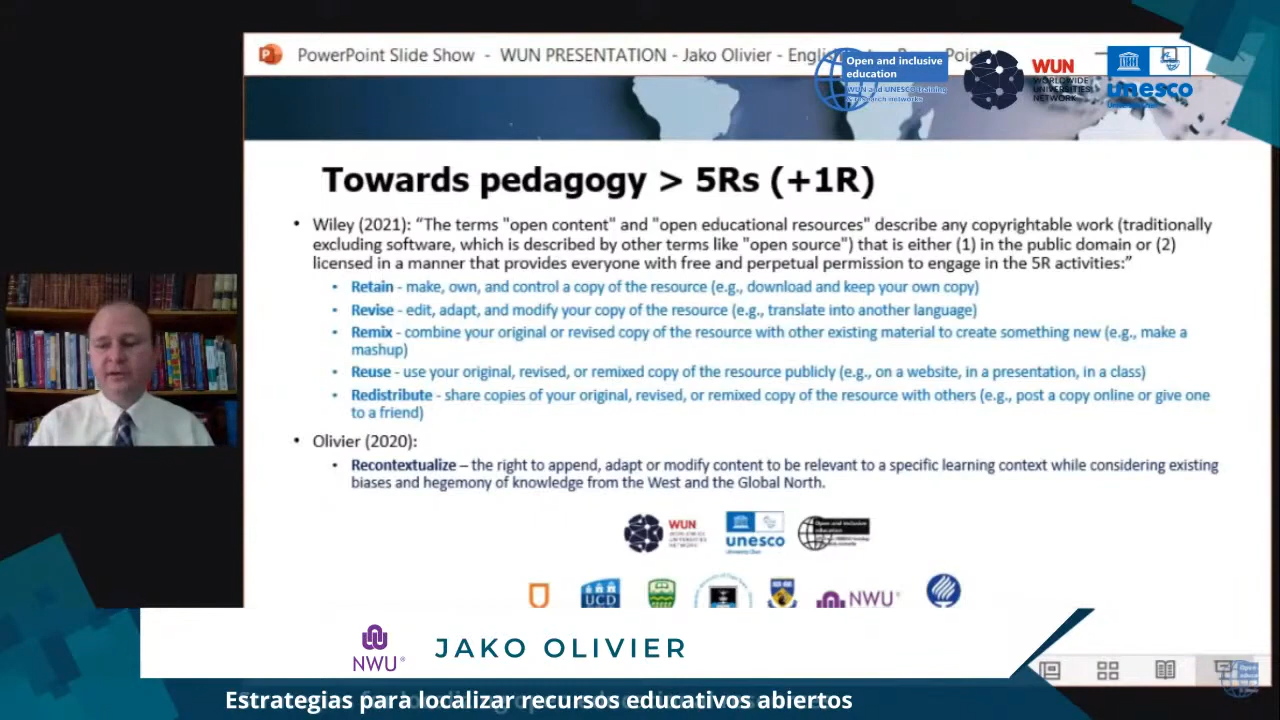 PowerPoint Slide Show - WUN PRESENTATION - Jako Olivier - Engli
Open and inclusive
education
WUN and UNESCO training
& research networks
WUN
WORLDWIDE
UNIVERSITIES
NETWORK
unesco
Towards pedagogy > 5Rs (+1R)
• Wiley (2021): “The terms "open content" and "open educational resources" describe any copyrightable work (traditionally
excluding software, which is described by other terms like "open source") that is either (1) in the public domain or (2)
licensed in a manner that provides everyone with free and perpetual permission to engage in the 5R activities:”
• Retain - make, own, and control a copy of the resource (e.g., download and keep your own copy)
• Revise - edit, adapt, and modify your copy of the resource (e.g., translate into another language)
• Remix - combine your original or revised copy of the resource with other existing material to create something new (e.g., make a
mashup)
• Reuse - use your original, revised, or remixed copy of the resource publicly (e.g., on a website, in a presentation, in a class)
• Redistribute - share copies of your original, revised, or remixed copy of the resource with others (e.g., post a copy online or give one
to a friend)
• Olivier (2020):
• Recontextualize – the right to append, adapt or modify content to be relevant to a specific learning context while considering existing
biases and hegemony of knowledge from the West and the Global North.
WUN
unesco
Open and inclusive
education
UCD
NWU
NWU
JAKO OLIVIER
Estrategias para localizar recursos educativos abiertos